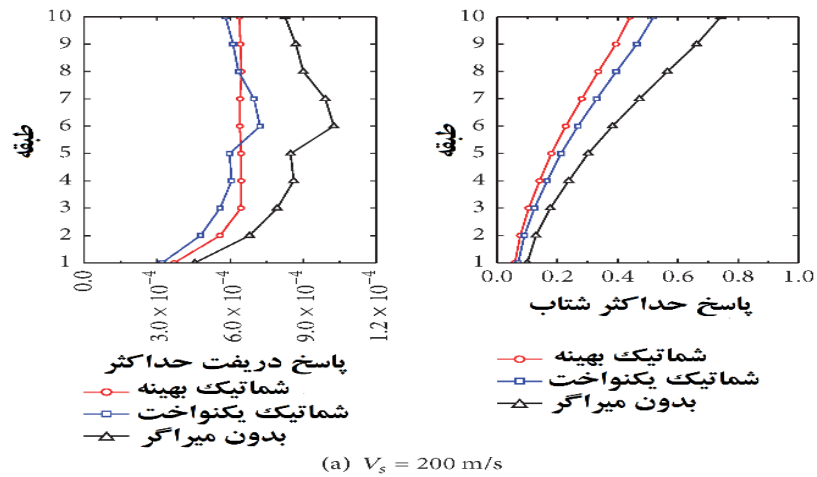 10
9
8
7
6
5
4
3
2
1
طبقه
0.0
3.0 × 10⁻⁴
6.0 × 10⁻⁴
9.0 × 10⁻⁴
1.2 × 10⁻⁴
پاسخ دریفت حداکثر
شماتیک بهینه
شماتیک یکنواخت
بدون میراگر
10
9
8
7
6
5
4
3
2
1
طبقه
0.0 0.2 0.4 0.6 0.8 1.0
پاسخ حداکثر شتاب
شماتیک بهینه
شماتیک یکنواخت
بدون میراگر
(a) Vₛ = 200 m/s